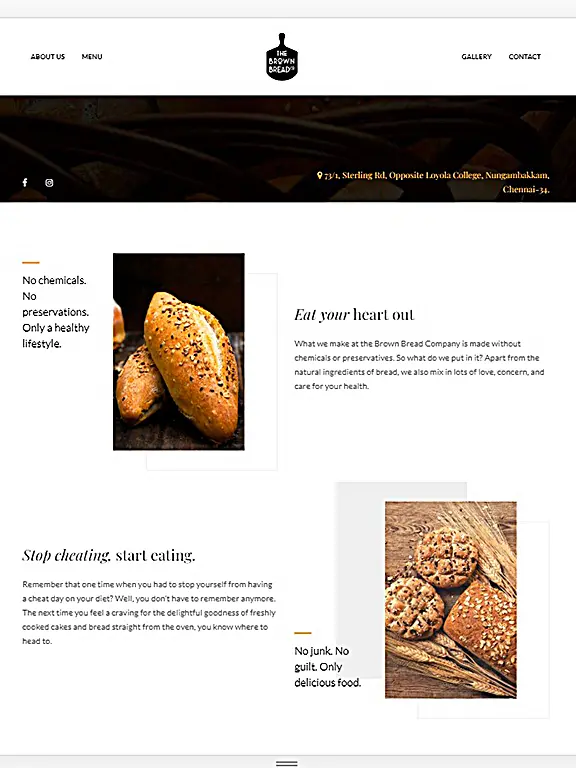 ABOUT US
MENU
THE
BROWN
BREAD CO
GALLERY
CONTACT
73/1, Sterling Rd, Opposite Loyola College, Nungambakkam,
Chennai-34.
No chemicals.
No
preservations.
Only a healthy
lifestyle.
Eat your heart out
What we make at the Brown Bread Company is made without
chemicals or preservatives. So what do we put in it? Apart from the
natural ingredients of bread, we also mix in lots of love, concern, and
care for your health.
Stop cheating, start eating.
Remember that one time when you had to stop yourself from having
a cheat day on your diet? Well, you don't have to remember anymore.
The next time you feel a craving for the delightful goodness of freshly
cooked cakes and bread straight from the oven, you know where to
head to.
No junk. No
guilt. Only
delicious food.